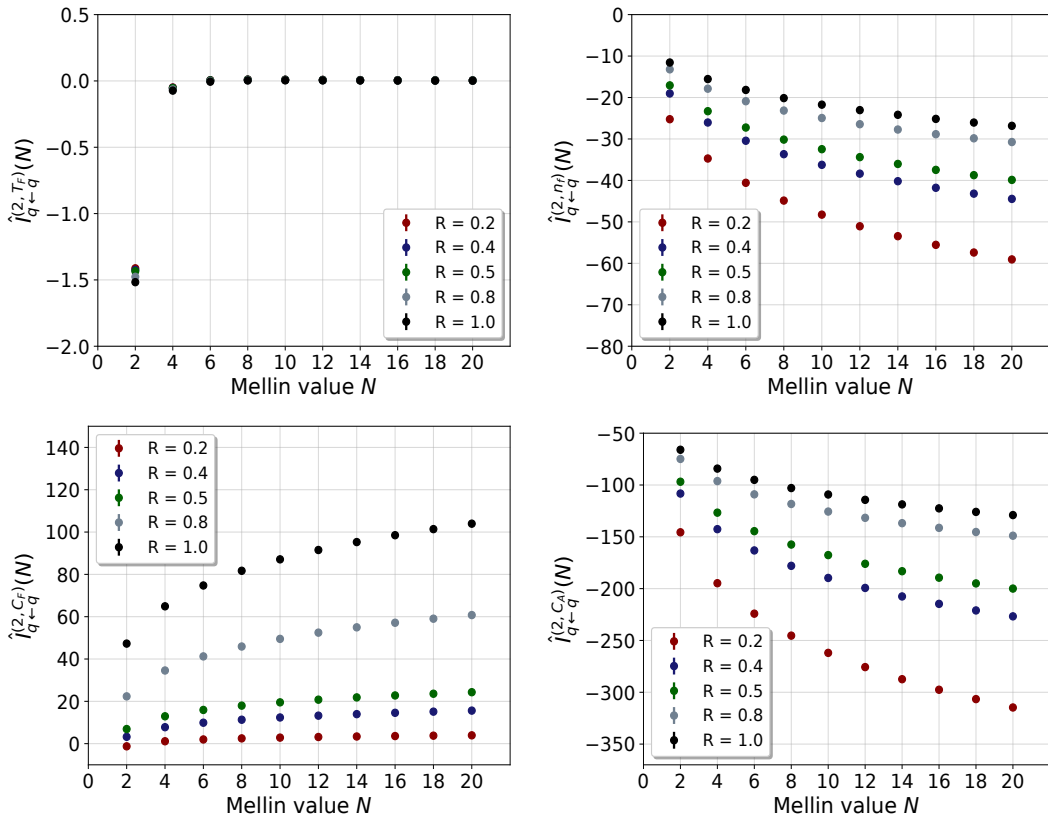 0.5
0.0
−0.5
−1.0
−1.5
−2.0
Î^{(2, T_F)}_{q←q}(N)
R = 0.2
R = 0.4
R = 0.5
R = 0.8
R = 1.0
0 2 4 6 8 10 12 14 16 18 20
Mellin value N
0
−10
−20
−30
−40
−50
−60
−70
−80
Î^{(2, n_f)}_{q←q}(N)
R = 0.2
R = 0.4
R = 0.5
R = 0.8
R = 1.0
0 2 4 6 8 10 12 14 16 18 20
Mellin value N
140
120
100
80
60
40
20
0
Î^{(2, C_F)}_{q←q}(N)
R = 0.2
R = 0.4
R = 0.5
R = 0.8
R = 1.0
0 2 4 6 8 10 12 14 16 18 20
Mellin value N
−50
−100
−150
−200
−250
−300
−350
Î^{(2, C_A)}_{q←q}(N)
R = 0.2
R = 0.4
R = 0.5
R = 0.8
R = 1.0
0 2 4 6 8 10 12 14 16 18 20
Mellin value N